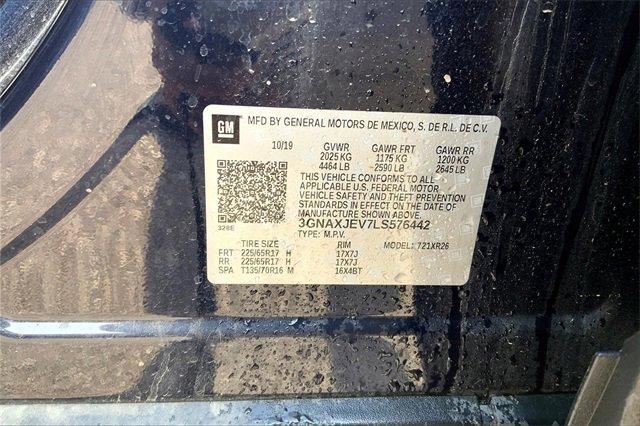 GM MFD BY GENERAL MOTORS DE MEXICO, S. DE R.L. DE C.V.
10/19 GVWR GAWR FRT GAWR RR
2025 KG 1175 KG 1200 KG
4464 LB 2590 LB 2645 LB
THIS VEHICLE CONFORMS TO ALL
APPLICABLE U.S. FEDERAL MOTOR
VEHICLE SAFETY AND THEFT PREVENTION
STANDARDS IN EFFECT ON THE DATE OF
MANUFACTURE SHOWN ABOVE.
328E 3GNAXJEV7LS576442
TYPE: M.P.V.
TIRE SIZE RIM MODEL: 721XR26
FRT 225/65R17 H 17X7J
RR 225/65R17 H 17X7J
SPA T135/70R16 M 16X4BT